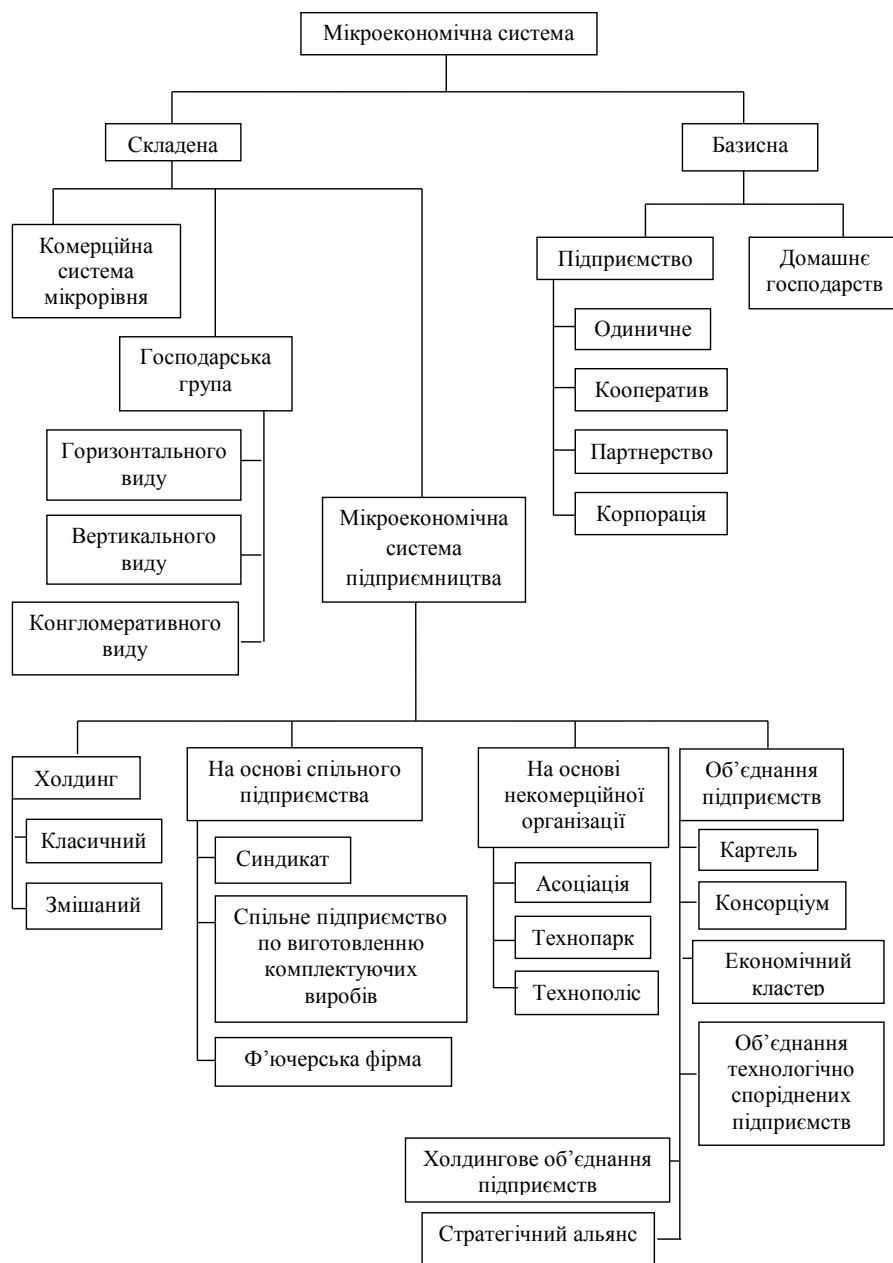 Мікроекономічна система
Складена
Базисна
Комерційна
система
мікрорівня
Підприємство
Домашнє
господарств
Одиничне
Господарська
група
Кооператив
Горизонтального
виду
Партнерство
Корпорація
Мікроекономічна
система
підприємництва
Вертикального
виду
Конгломеративного
виду
Холдинг
Класичний
Змішаний
На основі спільного
підприємства
Синдикат
Спільне підприємство
по виготовленню
комплектуючих
виробів
Ф’ючерська фірма
На основі
некомерційної
організації
Асоціація
Технопарк
Технополіс
Об’єднання
підприємств
Картель
Консорціум
Економічний
кластер
Об’єднання
технологічно
споріднених
підприємств
Холдингове об’єднання
підприємств
Стратегічний альянс